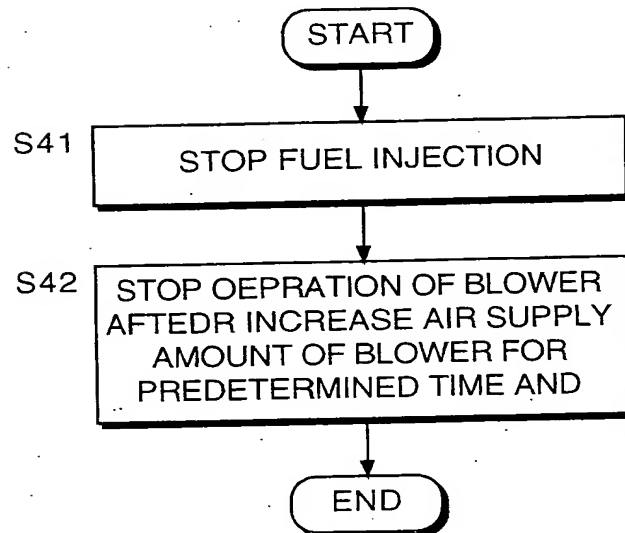 START
S41
STOP FUEL INJECTION
S42
STOP OEPRATION OF BLOWER
AFTEDR INCREASE AIR SUPPLY
AMOUNT OF BLOWER FOR
PREDETERMINED TIME AND
END